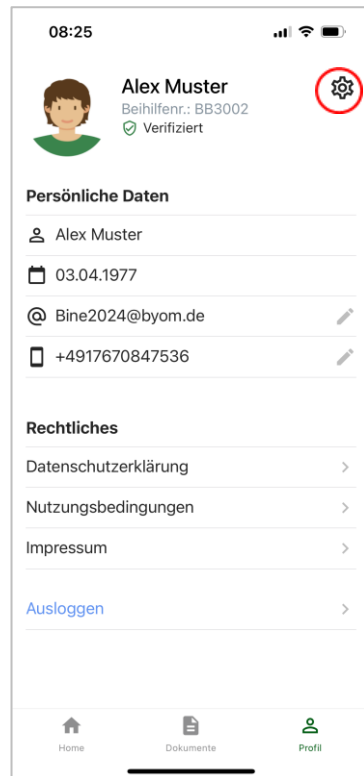 08:25
Alex Muster
Beihilfenr.: BB3002
Verifiziert
Persönliche Daten
Alex Muster
03.04.1977
Bine2024@byom.de
+4917670847536
Rechtliches
Datenschutzerklärung
Nutzungsbedingungen
Impressum
Ausloggen
Home Dokumente Profil